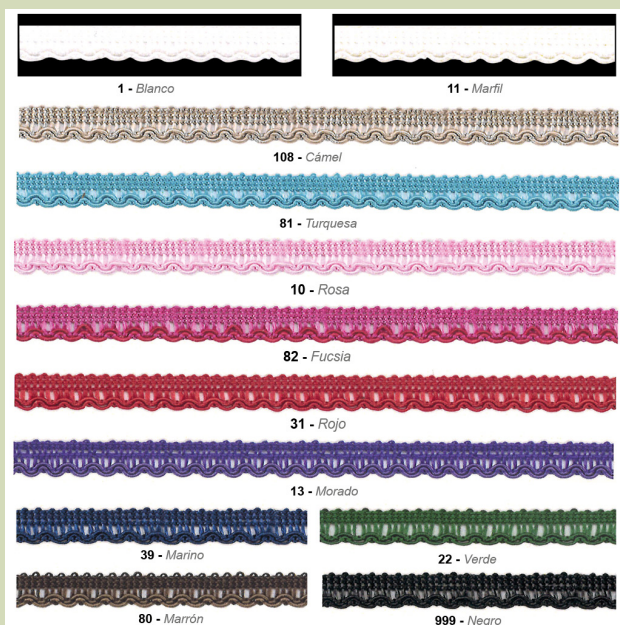 1 - Blanco
11 - Marfil
108 - Cámel
81 - Turquesa
10 - Rosa
82 - Fucsia
31 - Rojo
13 - Morado
39 - Marino
22 - Verde
80 - Marrón
999 - Negro